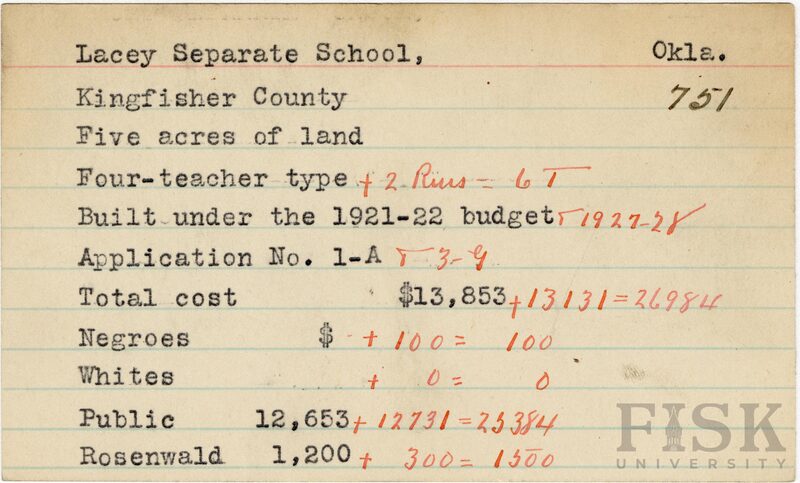 Lacey Separate School, Okla.
Kingfisher County 751
Five acres of land
Four-teacher type + 2 Rms = 6 T
Built under the 1921-22 budget + 1927-28
Application No. 1-A + 3-G
Total cost $13,853 + 13131 = 26984
Negroes $ + 100 = 100
Whites + 0 = 0
Public 12,653 + 12731 = 25384
Rosenwald 1,200 + 300 = 1500
FISK
UNIVERSITY